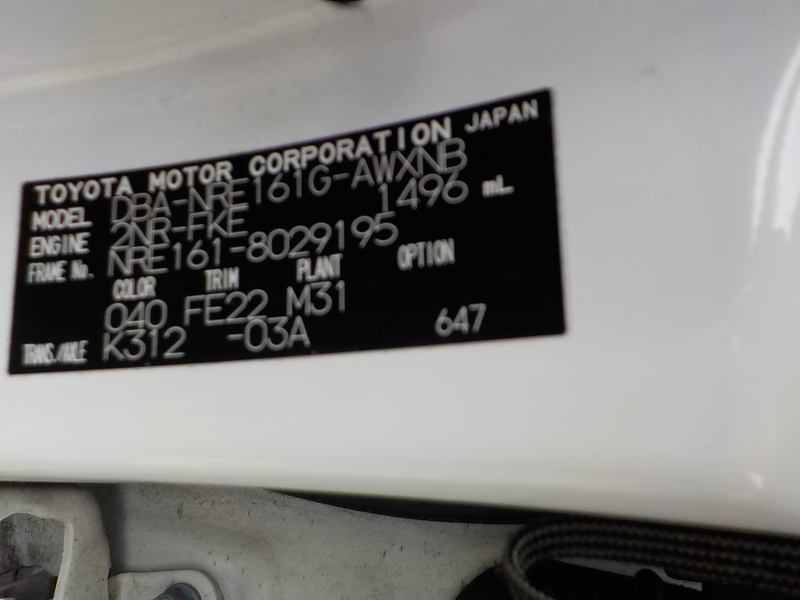 TOYOTA MOTOR CORPORATION JAPAN
MODEL DBA-NRE161G-AWXNB
ENGINE 2NR-FKE 1496 mL
FRAME No. NRE161-8029195
COLOR TRIM PLANT OPTION
040 FE22 M31
TRANS./AXLE K312 -03A 647